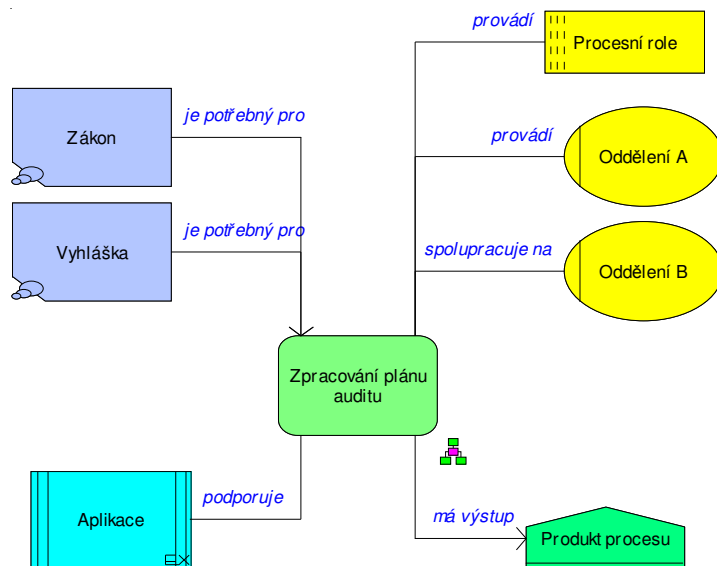 provádí
Procesní role
je potřebný pro
Zákon
provádí
Oddělení A
je potřebný pro
Vyhláška
spolupracuje na
Oddělení B
Zpracování plánu
auditu
podporuje
Aplikace
má výstup
Produkt procesu